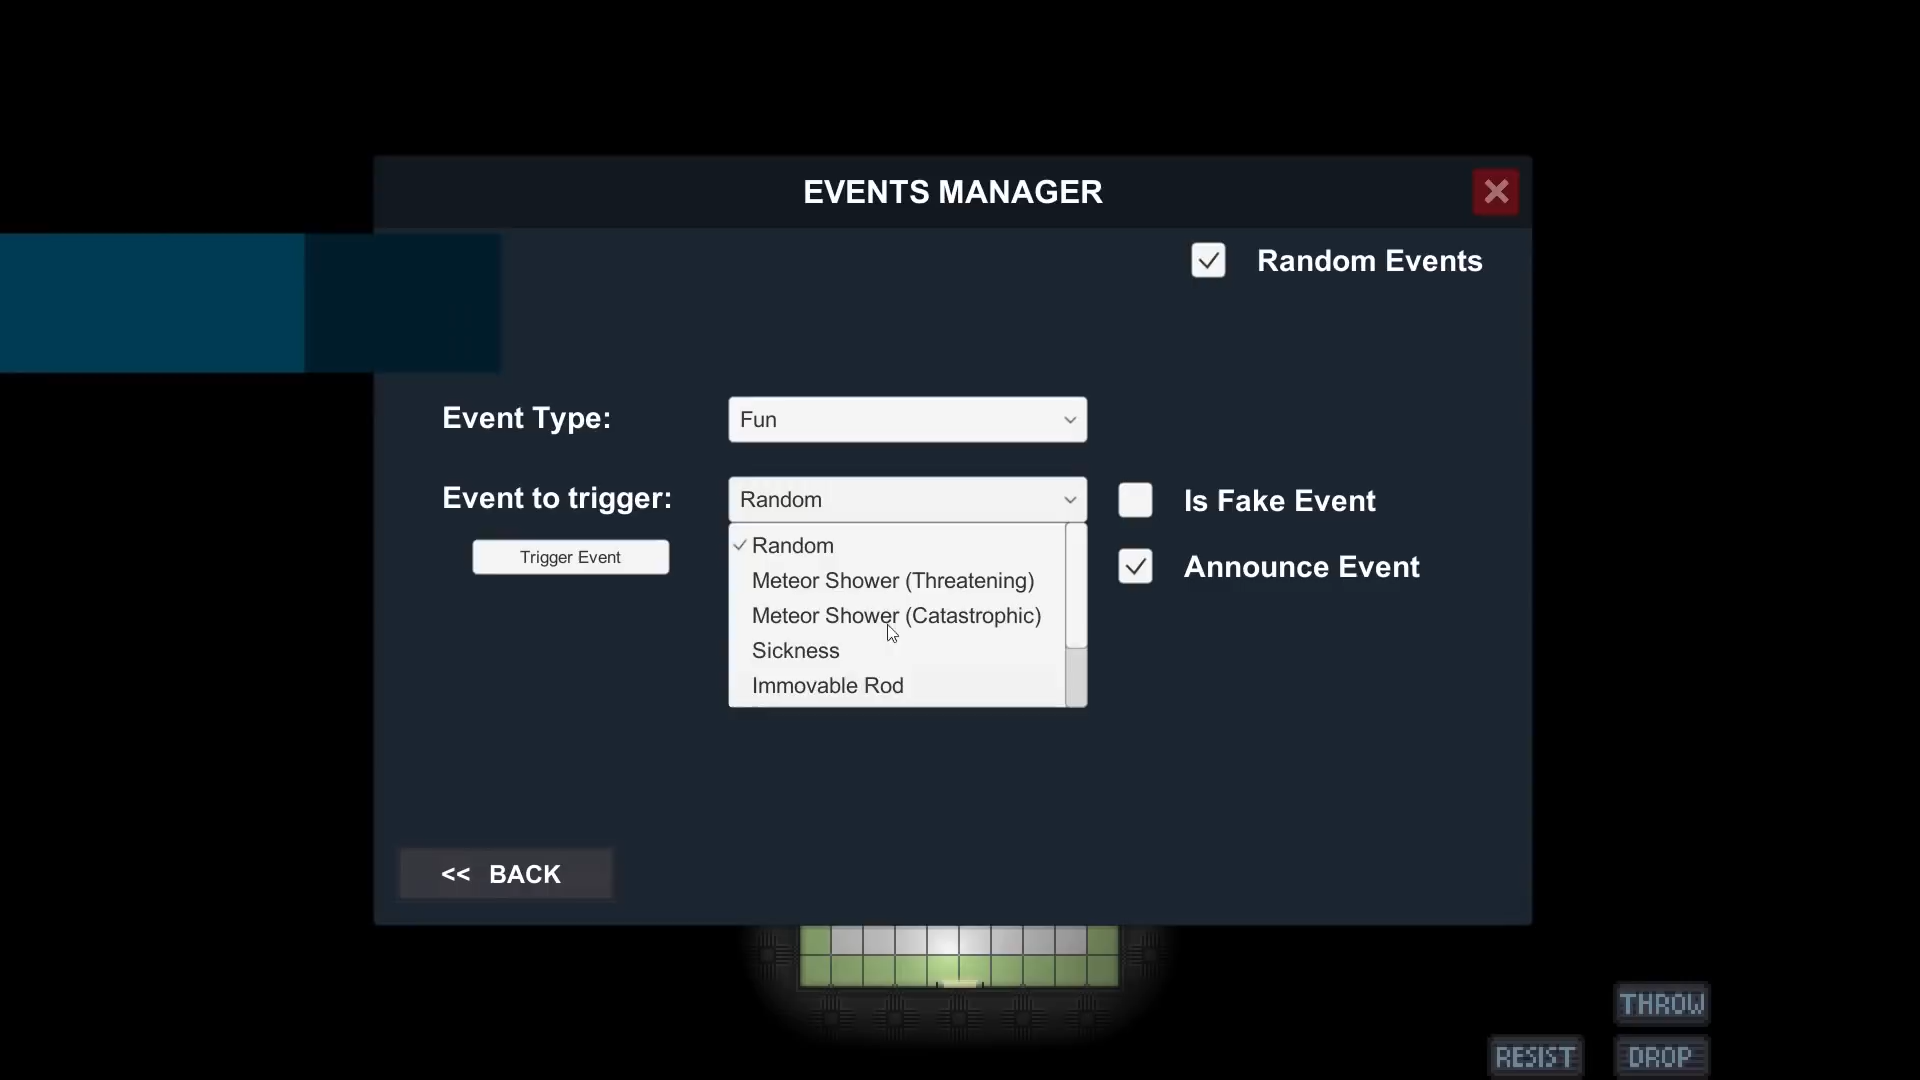 EVENTS MANAGER
Random Events
Event Type:
Fun
Event to trigger:
Random
Is Fake Event
Trigger Event
Random
Announce Event
Meteor Shower (Threatening)
Meteor Shower (Catastrophic)
Sickness
Immovable Rod
<< BACK
THROW
RESIST
DROP